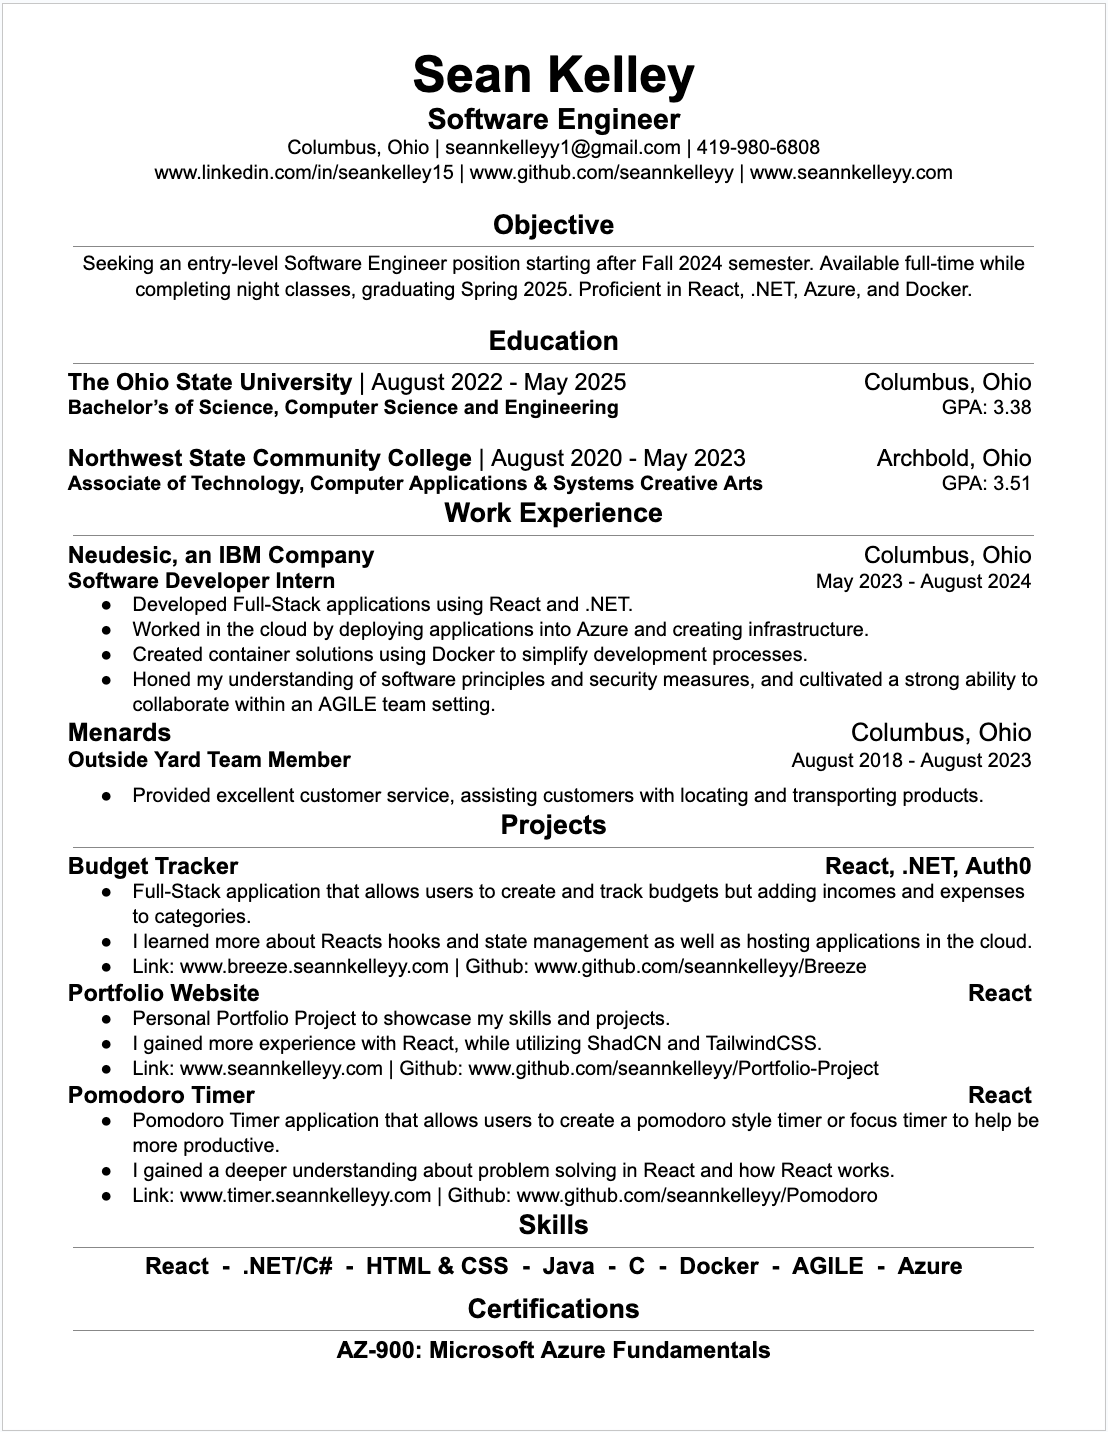 Sean Kelley
Software Engineer
Columbus, Ohio | seannkelleyy1@gmail.com | 419-980-6808
www.linkedin.com/in/seankelley15 | www.github.com/seannkelleyy | www.seannkelleyy.com
Objective
Seeking an entry-level Software Engineer position starting after Fall 2024 semester. Available full-time while
completing night classes, graduating Spring 2025. Proficient in React, .NET, Azure, and Docker.
Education
The Ohio State University | August 2022 - May 2025 Columbus, Ohio
Bachelor’s of Science, Computer Science and Engineering GPA: 3.38
Northwest State Community College | August 2020 - May 2023 Archbold, Ohio
Associate of Technology, Computer Applications & Systems Creative Arts GPA: 3.51
Work Experience
Neudesic, an IBM Company Columbus, Ohio
Software Developer Intern May 2023 - August 2024
● Developed Full-Stack applications using React and .NET.
● Worked in the cloud by deploying applications into Azure and creating infrastructure.
● Created container solutions using Docker to simplify development processes.
● Honed my understanding of software principles and security measures, and cultivated a strong ability to
collaborate within an AGILE team setting.
Menards Columbus, Ohio
Outside Yard Team Member August 2018 - August 2023
● Provided excellent customer service, assisting customers with locating and transporting products.
Projects
Budget Tracker React, .NET, Auth0
● Full-Stack application that allows users to create and track budgets but adding incomes and expenses
to categories.
● I learned more about Reacts hooks and state management as well as hosting applications in the cloud.
● Link: www.breeze.seannkelleyy.com | Github: www.github.com/seannkelleyy/Breeze
Portfolio Website React
● Personal Portfolio Project to showcase my skills and projects.
● I gained more experience with React, while utilizing ShadCN and TailwindCSS.
● Link: www.seannkelleyy.com | Github: www.github.com/seannkelleyy/Portfolio-Project
Pomodoro Timer React
● Pomodoro Timer application that allows users to create a pomodoro style timer or focus timer to help be
more productive.
● I gained a deeper understanding about problem solving in React and how React works.
● Link: www.timer.seannkelleyy.com | Github: www.github.com/seannkelleyy/Pomodoro
Skills
React - .NET/C# - HTML & CSS - Java - C - Docker - AGILE - Azure
Certifications
AZ-900: Microsoft Azure Fundamentals